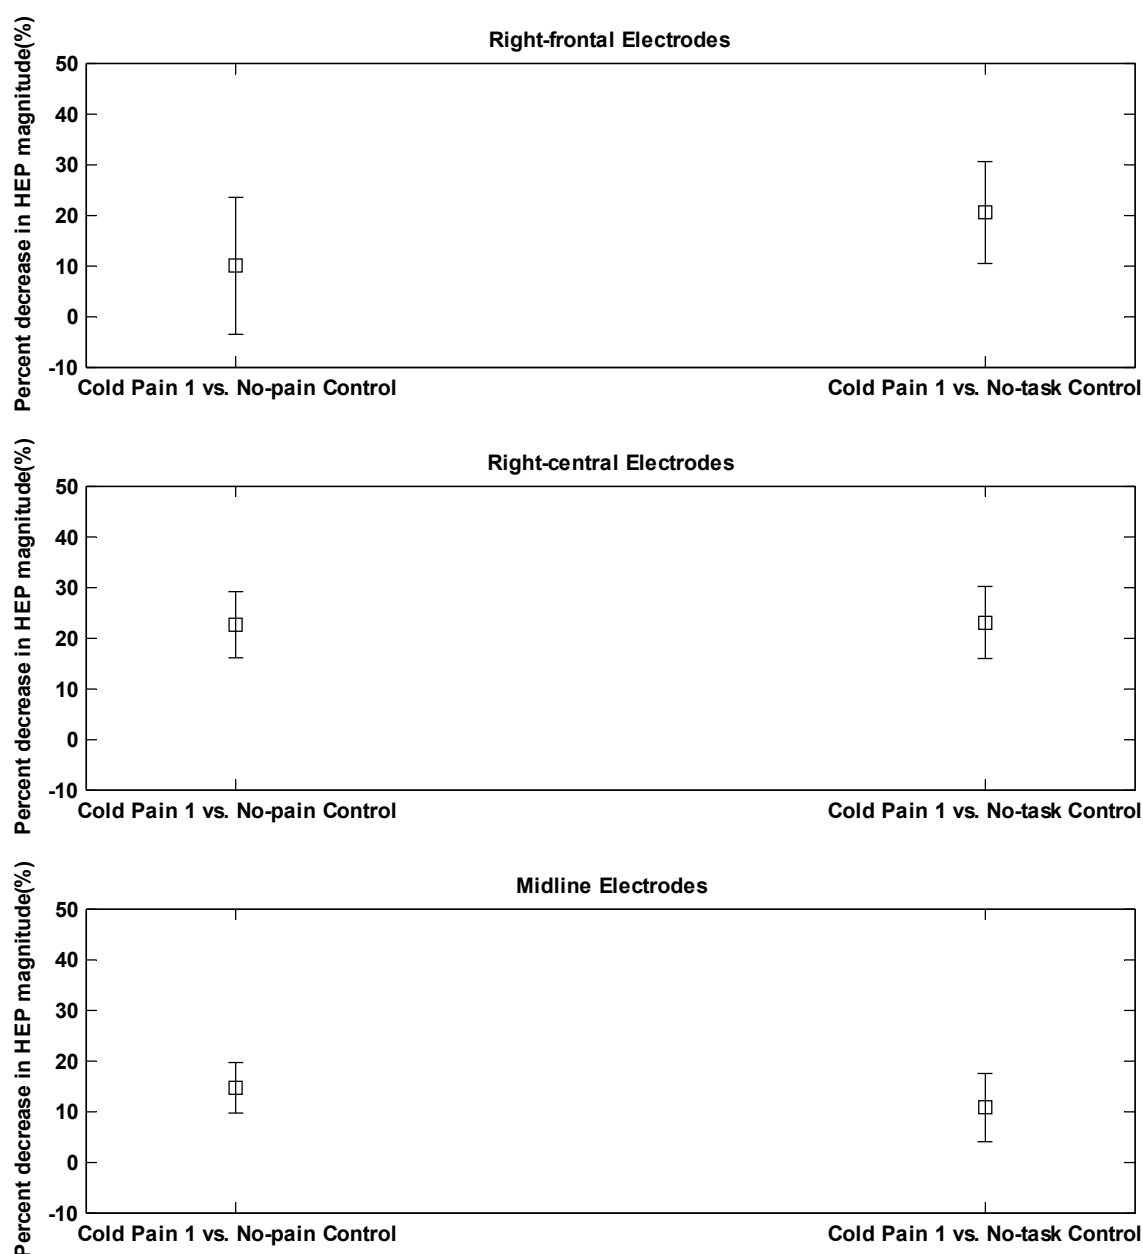 Right-frontal Electrodes
Percent decrease in HEP magnitude(%)
50
40
30
20
10
0
-10
Cold Pain 1 vs. No-pain Control
Cold Pain 1 vs. No-task Control
Right-central Electrodes
Percent decrease in HEP magnitude(%)
50
40
30
20
10
0
-10
Cold Pain 1 vs. No-pain Control
Cold Pain 1 vs. No-task Control
Midline Electrodes
Percent decrease in HEP magnitude(%)
50
40
30
20
10
0
-10
Cold Pain 1 vs. No-pain Control
Cold Pain 1 vs. No-task Control